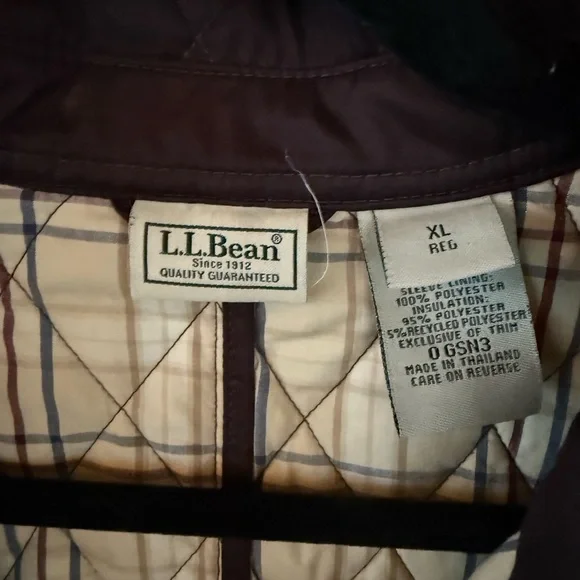 L.L.Bean®
Since 1912
QUALITY GUARANTEED
XL
REG
SLEEVE LINING:
100% POLYESTER
INSULATION:
95% POLYESTER
5%RECYCLED POLYESTER
EXCLUSIVE OF TRIM
0 GSN3
MADE IN THAILAND
CARE ON REVERSE